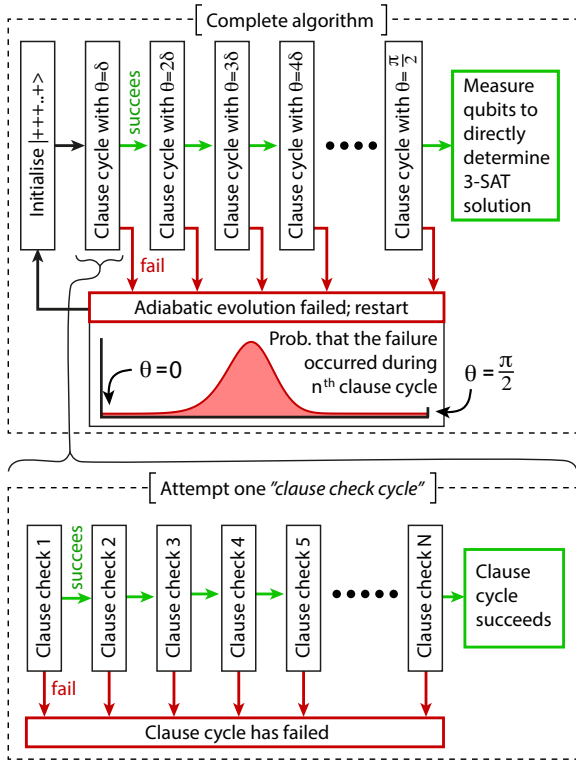 Complete algorithm
Initialise |+++..+>
Clause cycle with θ=δ
succees
Clause cycle with θ=2δ
Clause cycle with θ=3δ
Clause cycle with θ=4δ
Clause cycle with θ=π/2
Measure
qubits to
directly
determine
3-SAT
solution
fail
Adiabatic evolution failed; restart
Prob. that the failure
occurred during
nth clause cycle
θ=0
θ = π/2
Attempt one "clause check cycle"
Clause check 1
succees
Clause check 2
Clause check 3
Clause check 4
Clause check 5
Clause check N
Clause
cycle
succeeds
fail
Clause cycle has failed